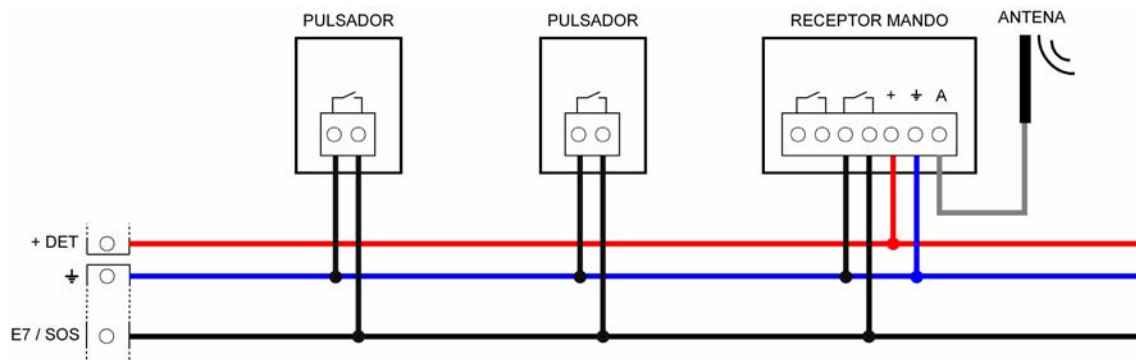 PULSADOR
PULSADOR
RECEPTOR MANDO
ANTENA
+ A
+ DET
E7 / SOS